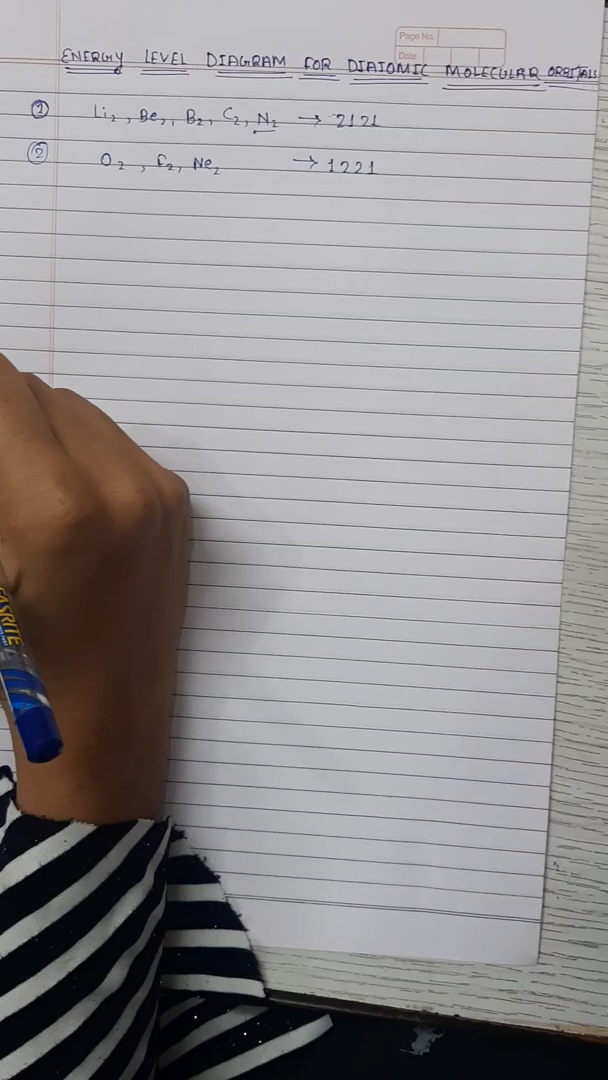 Page No.
Date
ENERGY LEVEL DIAGRAM FOR DIATOMIC MOLECULAR ORBITALS
① Li₂, Be₂, B₂, C₂, N₂ → 2121
② O₂, F₂, Ne₂ → 1221